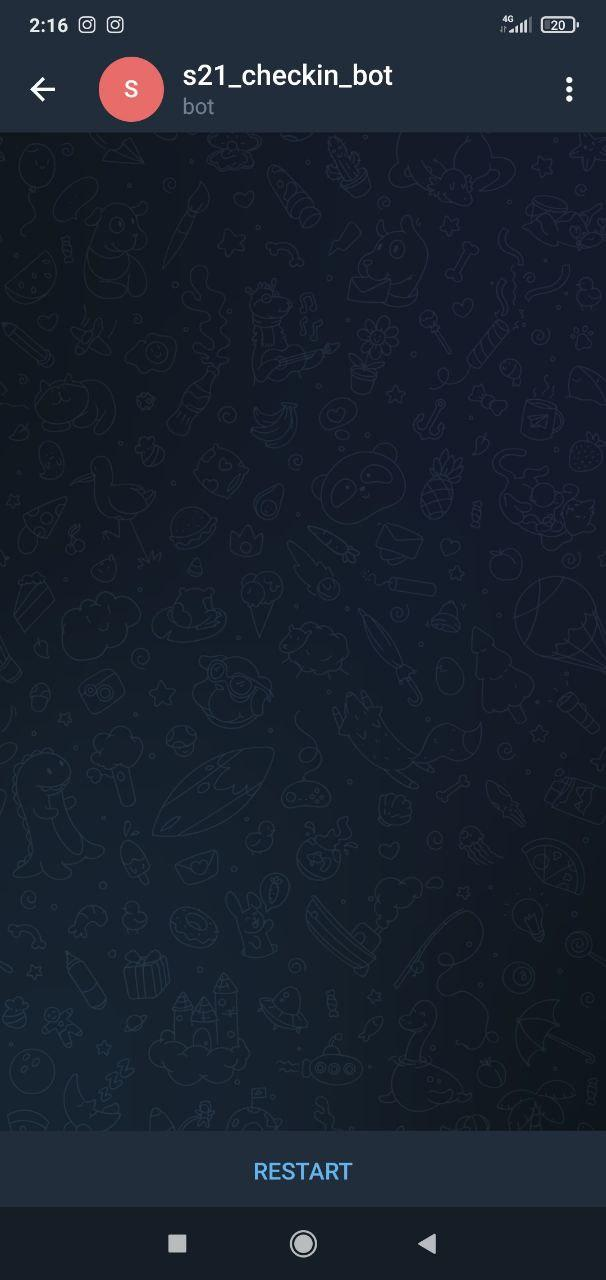 2:16 4G 20
S
s21_checkin_bot
bot
RESTART